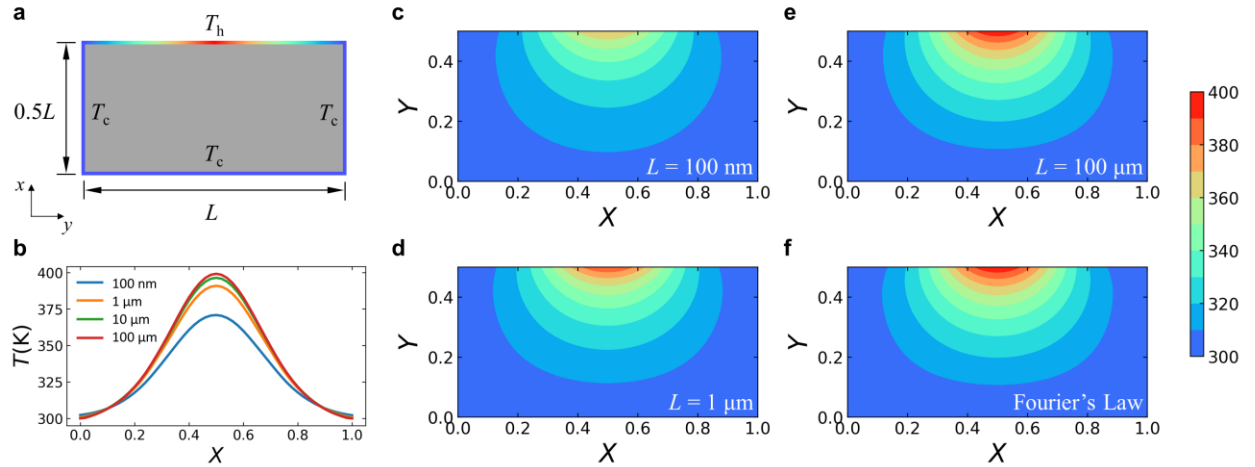 a
T_h
0.5L
T_c
T_c
T_c
x
y
L
b
T(K)
400
375
350
325
300
100 nm
1 μm
10 μm
100 μm
0.0 0.2 0.4 0.6 0.8 1.0
X
c
Y
0.4
0.2
0.0
L = 100 nm
0.0 0.2 0.4 0.6 0.8 1.0
X
d
Y
0.4
0.2
0.0
L = 1 μm
0.0 0.2 0.4 0.6 0.8 1.0
X
e
Y
0.4
0.2
0.0
L = 100 μm
0.0 0.2 0.4 0.6 0.8 1.0
X
f
Y
0.4
0.2
0.0
Fourier's Law
0.0 0.2 0.4 0.6 0.8 1.0
X
400
380
360
340
320
300